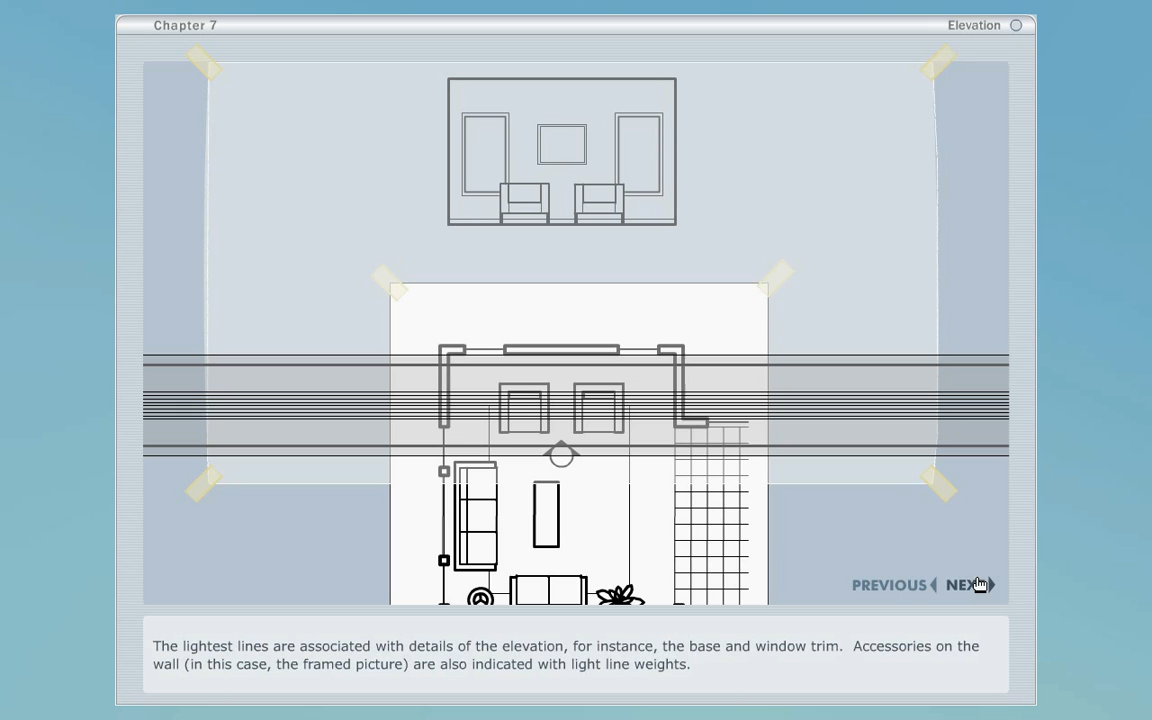 Chapter 7
Elevation
PREVIOUS
NEXT
The lightest lines are associated with details of the elevation, for instance, the base and window trim. Accessories on the
wall (in this case, the framed picture) are also indicated with light line weights.